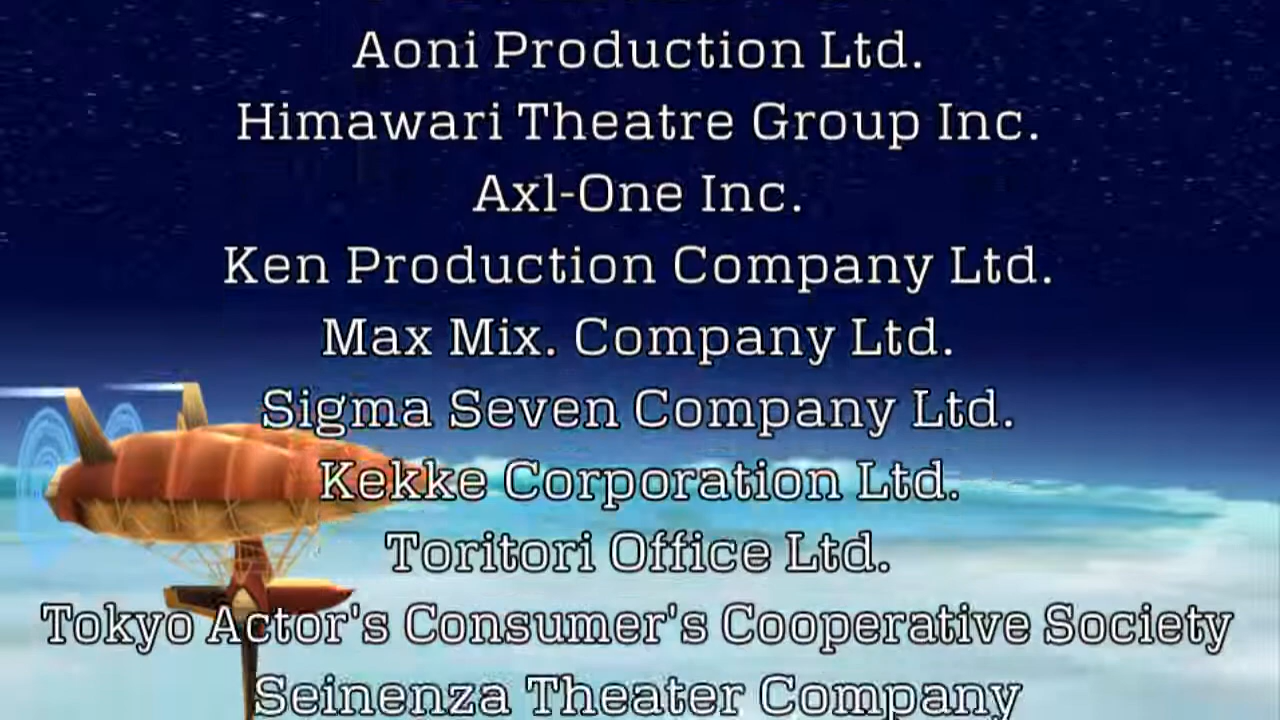 Aoni Production Ltd.
Himawari Theatre Group Inc.
Axl-One Inc.
Ken Production Company Ltd.
Max Mix. Company Ltd.
Sigma Seven Company Ltd.
Kekke Corporation Ltd.
Toritori Office Ltd.
Tokyo Actor's Consumer's Cooperative Society
Seinenza Theater Company